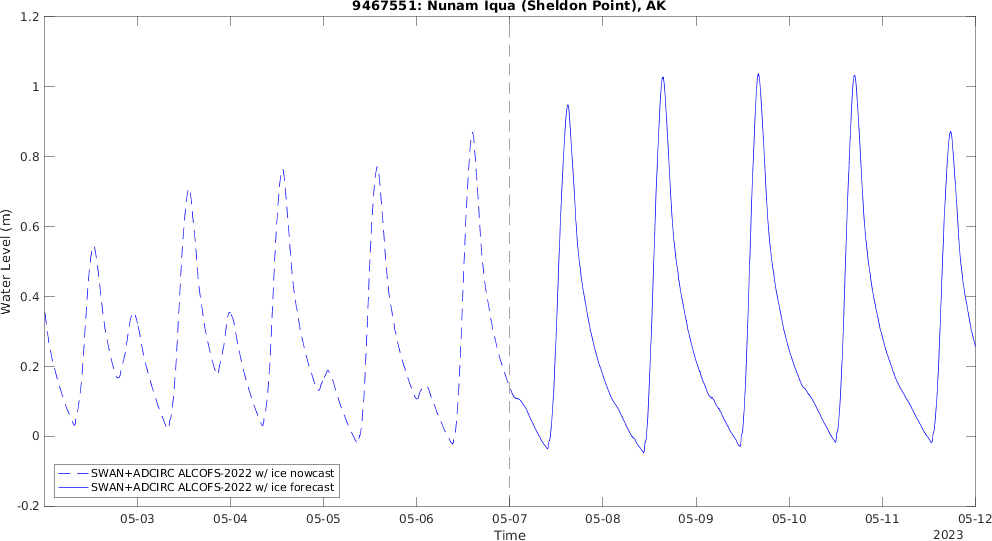 9467551: Nunam Iqua (Sheldon Point), AK
1.2
1
0.8
0.6
0.4
0.2
0
-0.2
Water Level (m)
SWAN+ADCIRC ALCOFS-2022 w/ ice nowcast
SWAN+ADCIRC ALCOFS-2022 w/ ice forecast
05-03 05-04 05-05 05-06 05-07 05-08 05-09 05-10 05-11 05-12
Time
2023